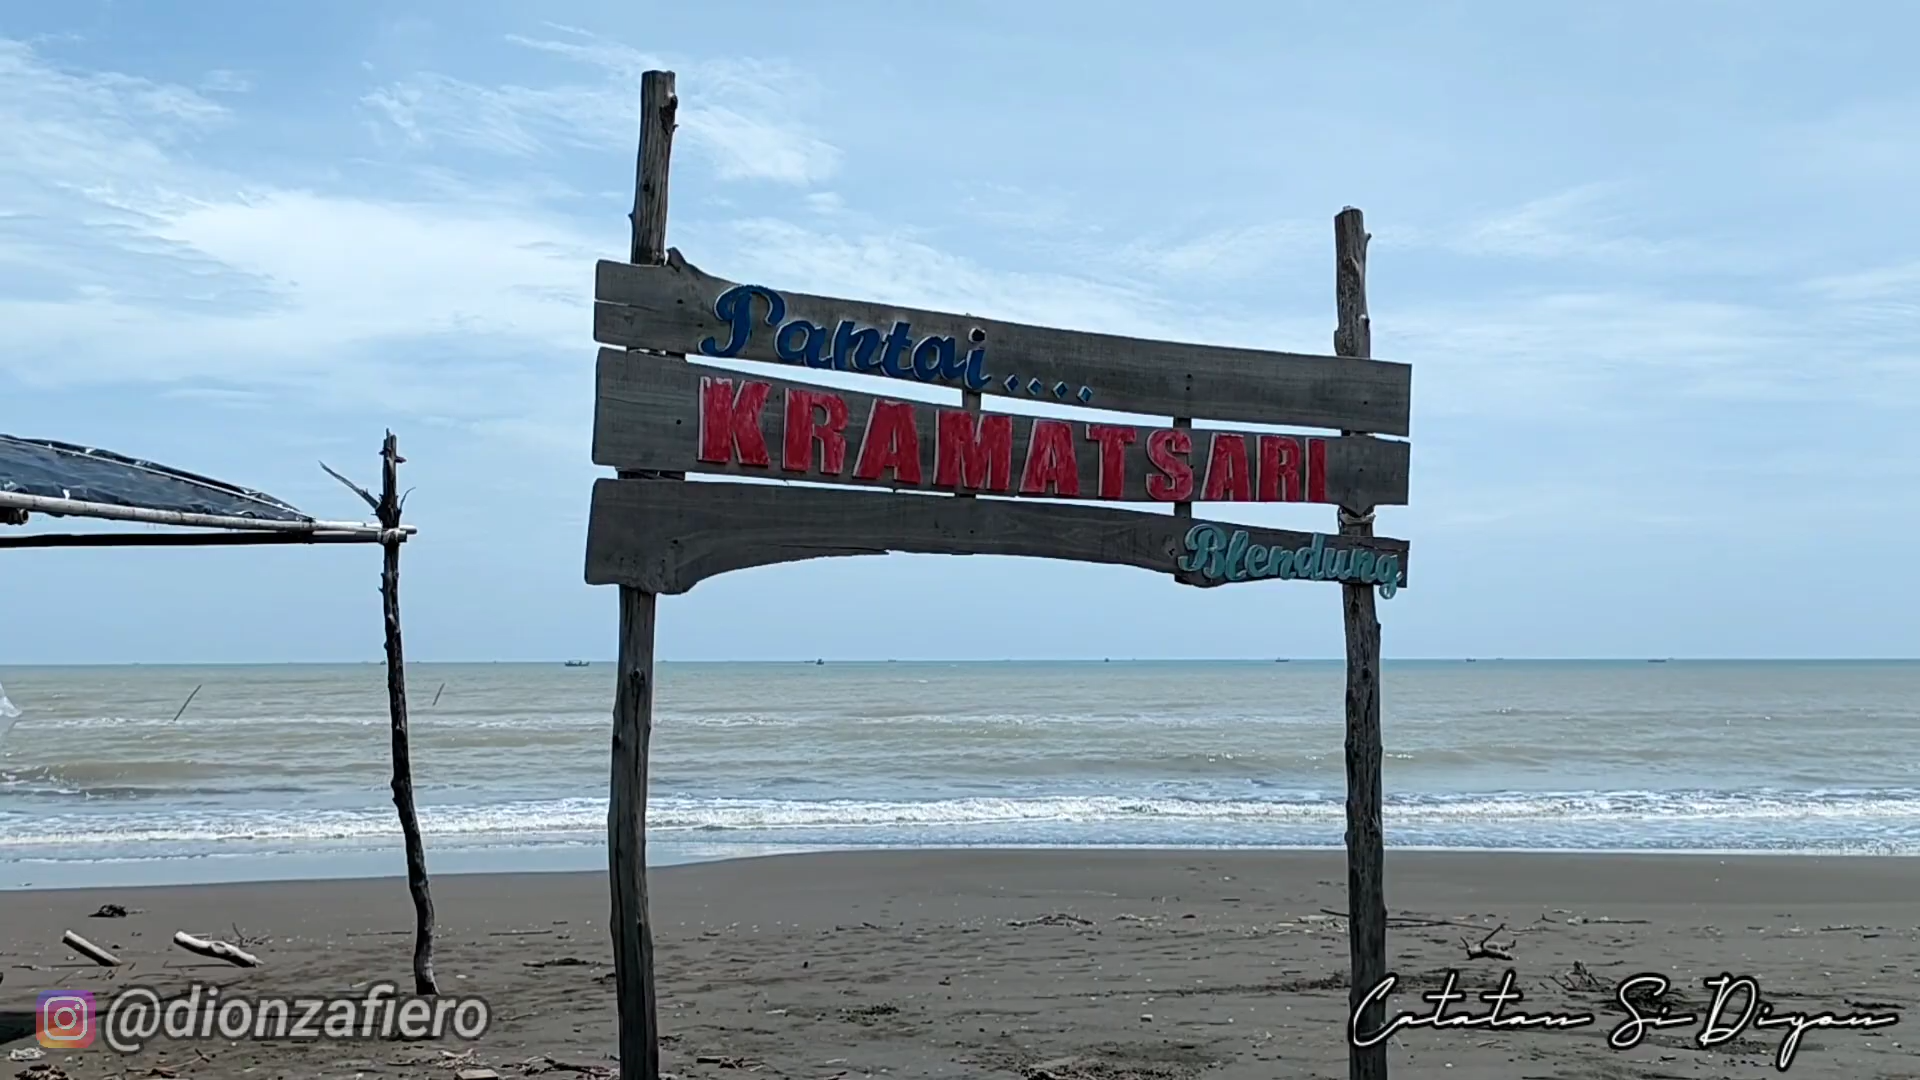 Pantai....
KRAMATSARI
Blendung
@dionzafiero
Catatan Si Diyon